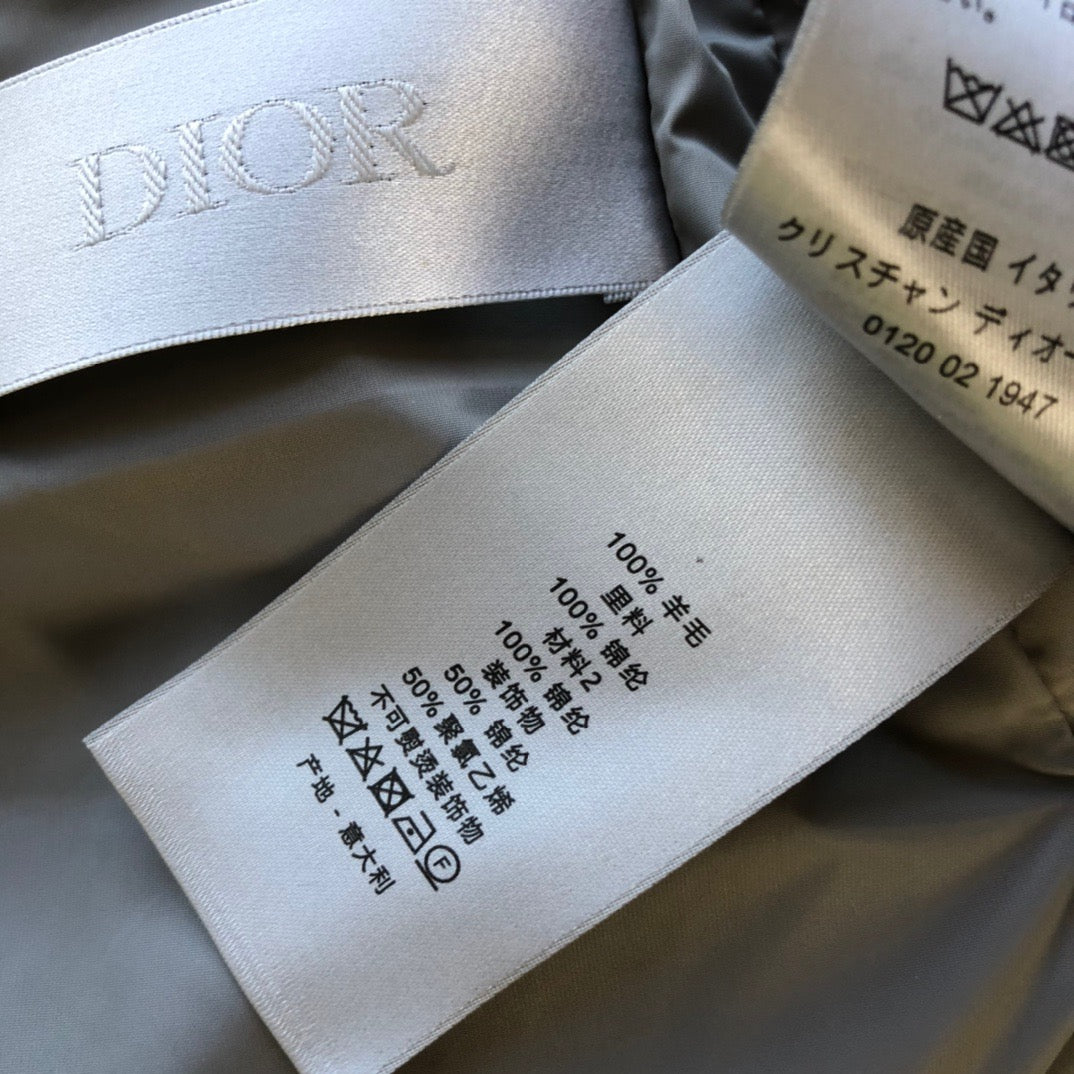 DIOR
原産国 イタ
クリスチャン ディオー
0120 02 1947
100% 羊毛
里料
100% 锦纶
材料2
100% 锦纶
装饰物
50% 锦纶
50% 聚氯乙烯
不可熨烫装饰物
F
产地 - 意大利